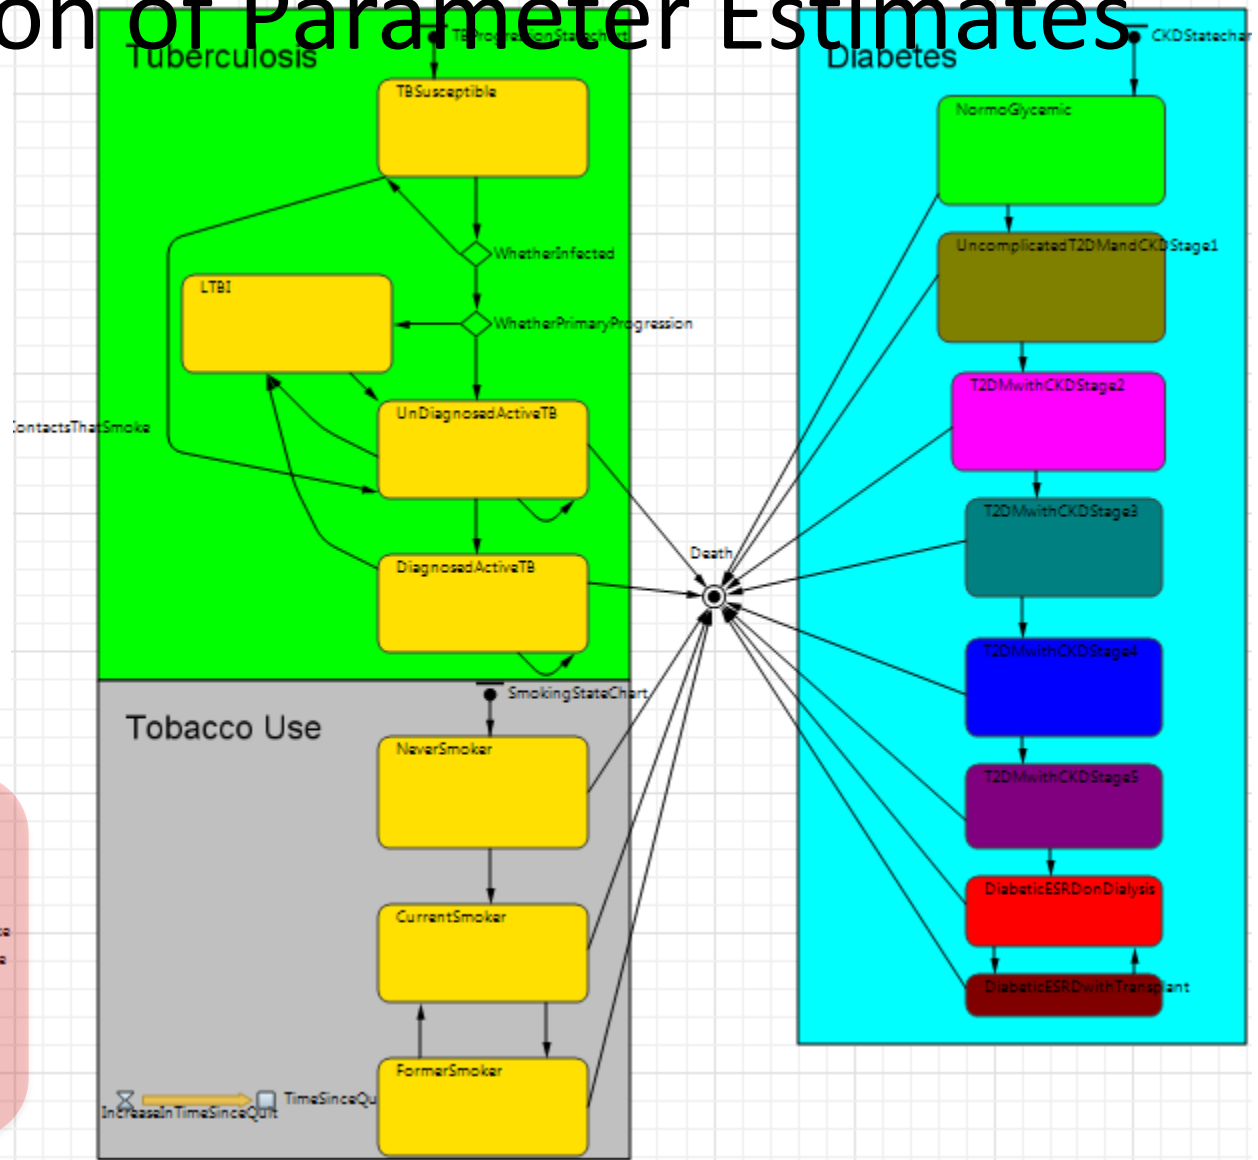 on of Parameter Estimates
Tuberculosis
TBProgressionStatechart
TBSusceptible
WhetherInfected
LTBI
WhetherPrimaryProgression
UnDiagnosedActiveTB
ContactsThatSmoke
DiagnosedActiveTB
Death
Tobacco Use
SmokingStateChart
NeverSmoker
CurrentSmoker
FormerSmoker
TimeSinceQu
IncreaseInTimeSinceQuit
Diabetes
CKDStatechar
NormoGlycemic
UncomplicatedT2DMandCKDStage1
T2DMwithCKDStage2
T2DMwithCKDStage3
T2DMwithCKDStage4
T2DMwithCKDStage5
DiabeticESRDonDialysis
DiabeticESRDwithTransplant